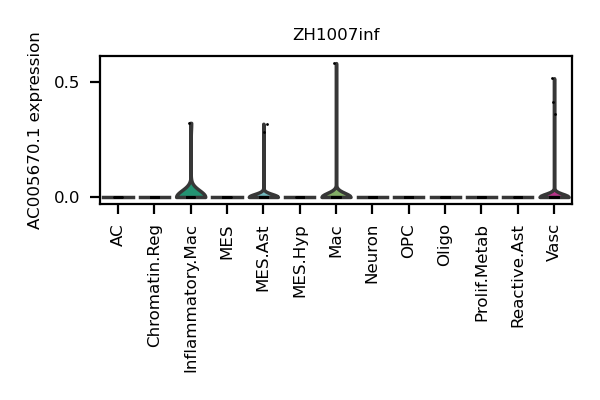 ZH1007inf
AC005670.1 expression
0.5
0.0
AC
Chromatin.Reg
Inflammatory.Mac
MES
MES.Ast
MES.Hyp
Mac
Neuron
OPC
Oligo
Prolif.Metab
Reactive.Ast
Vasc